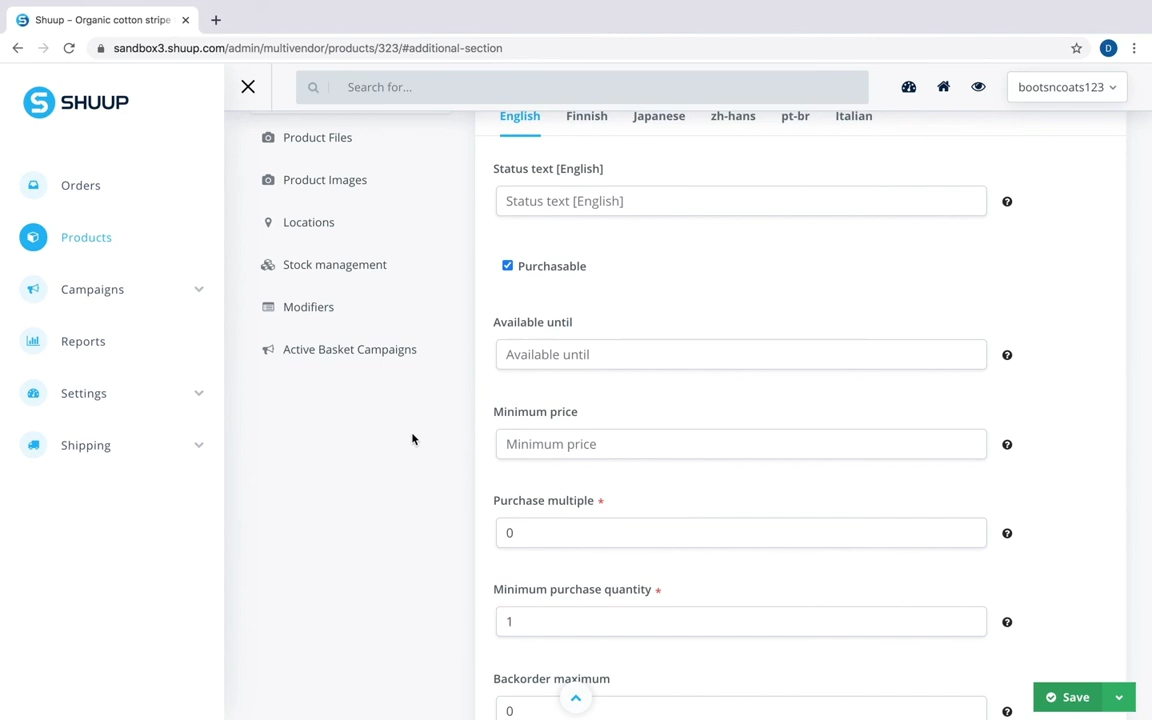 Shuup – Organic cotton stripe
sandbox3.shuup.com/admin/multivendor/products/323/#additional-section
D
SHUUP
Search for...
bootsncoats123
Orders
Products
Campaigns
Reports
Settings
Shipping
Product Files
Product Images
Locations
Stock management
Modifiers
Active Basket Campaigns
English Finnish Japanese zh-hans pt-br Italian
Status text [English]
Status text [English]
Purchasable
Available until
Available until
Minimum price
Minimum price
Purchase multiple *
0
Minimum purchase quantity *
1
Backorder maximum
0
Save